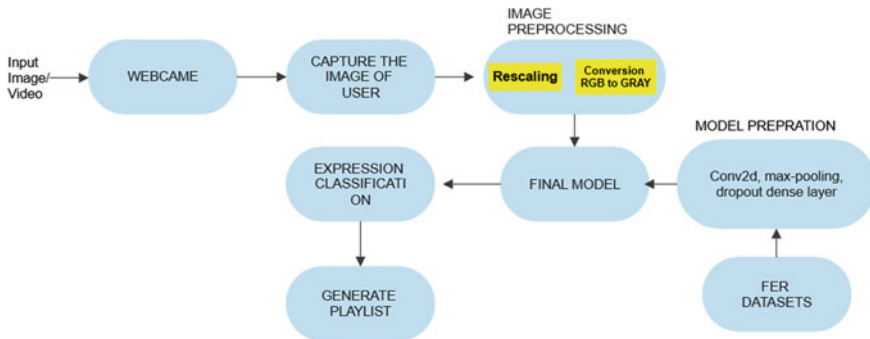 Input
Image/
Video
WEBCAME
CAPTURE THE
IMAGE OF
USER
IMAGE
PREPROCESSING
Rescaling
Conversion
RGB to GRAY
MODEL PREPRATION
Conv2d, max-pooling,
dropout dense layer
FINAL MODEL
EXPRESSION
CLASSIFICATI
ON
GENERATE
PLAYLIST
FER
DATASETS